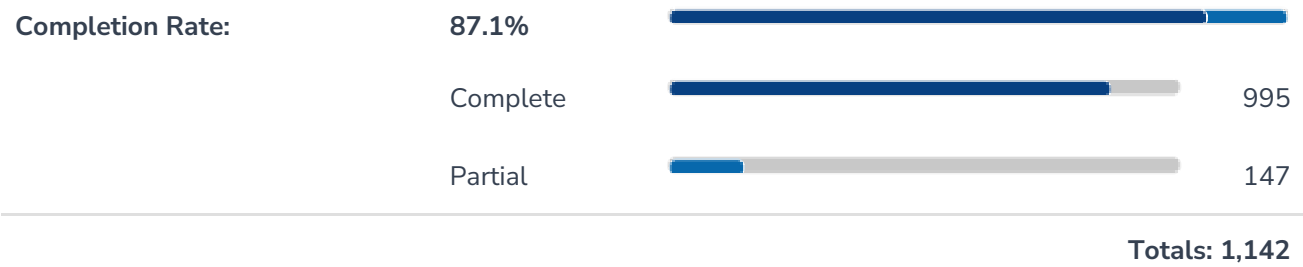 Completion Rate: 87.1%
Complete 995
Partial 147
Totals: 1,142